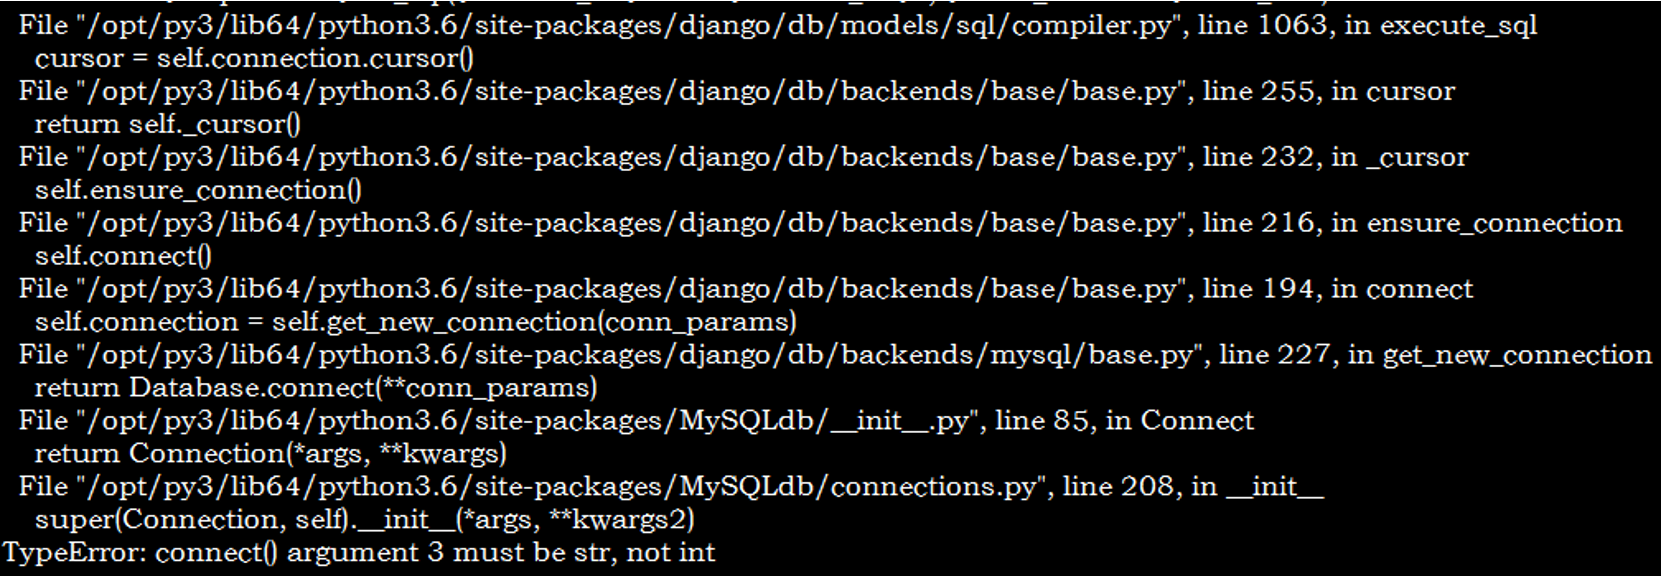 File "/opt/py3/lib64/python3.6/site-packages/django/db/models/sql/compiler.py", line 1063, in execute_sql
cursor = self.connection.cursor()
File "/opt/py3/lib64/python3.6/site-packages/django/db/backends/base/base.py", line 255, in cursor
return self._cursor()
File "/opt/py3/lib64/python3.6/site-packages/django/db/backends/base/base.py", line 232, in _cursor
self.ensure_connection()
File "/opt/py3/lib64/python3.6/site-packages/django/db/backends/base/base.py", line 216, in ensure_connection
self.connect()
File "/opt/py3/lib64/python3.6/site-packages/django/db/backends/base/base.py", line 194, in connect
self.connection = self.get_new_connection(conn_params)
File "/opt/py3/lib64/python3.6/site-packages/django/db/backends/mysql/base.py", line 227, in get_new_connection
return Database.connect(**conn_params)
File "/opt/py3/lib64/python3.6/site-packages/MySQLdb/__init__.py", line 85, in Connect
return Connection(*args, **kwargs)
File "/opt/py3/lib64/python3.6/site-packages/MySQLdb/connections.py", line 208, in __init__
super(Connection, self).__init__(*args, **kwargs2)
TypeError: connect() argument 3 must be str, not int